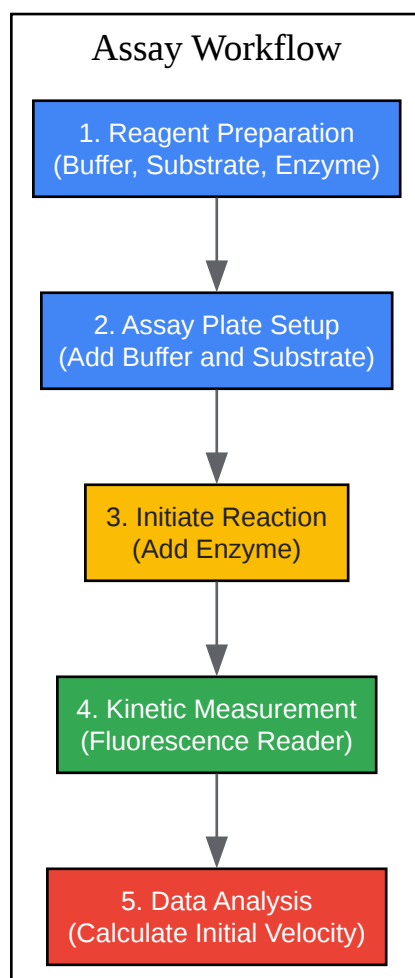 Assay Workflow
1. Reagent Preparation
(Buffer, Substrate, Enzyme)
2. Assay Plate Setup
(Add Buffer and Substrate)
3. Initiate Reaction
(Add Enzyme)
4. Kinetic Measurement
(Fluorescence Reader)
5. Data Analysis
(Calculate Initial Velocity)